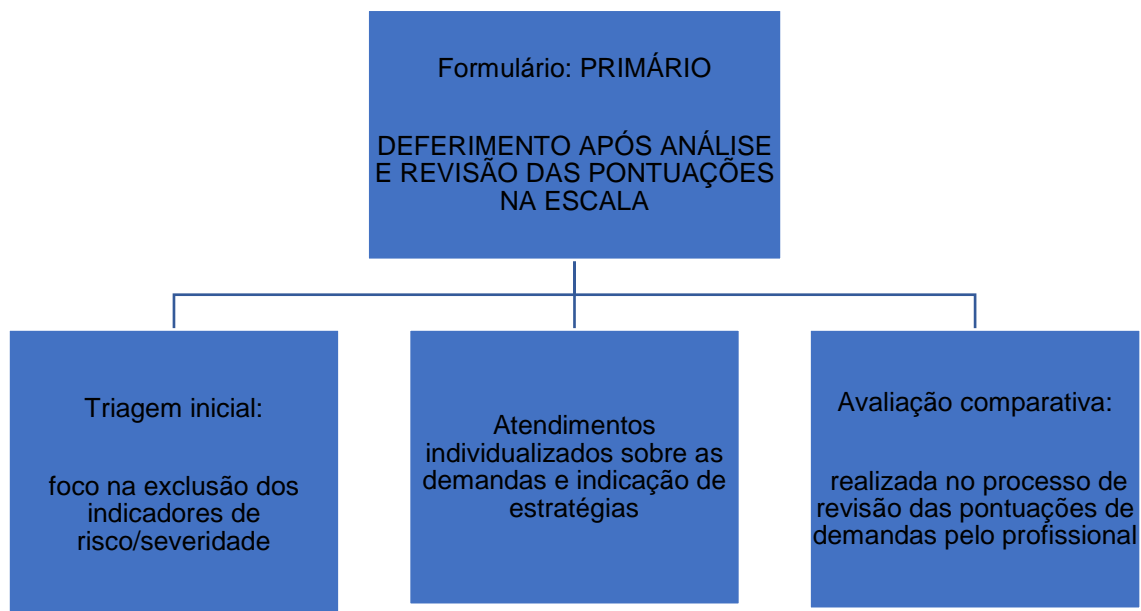 Formulário: PRIMÁRIO
DEFERIMENTO APÓS ANÁLISE
E REVISÃO DAS PONTUAÇÕES
NA ESCALA
Triagem inicial:
foco na exclusão dos
indicadores de
risco/severidade
Atendimentos
individualizados sobre as
demandas e indicação de
estratégias
Avaliação comparativa:
realizada no processo de
revisão das pontuações de
demandas pelo profissional